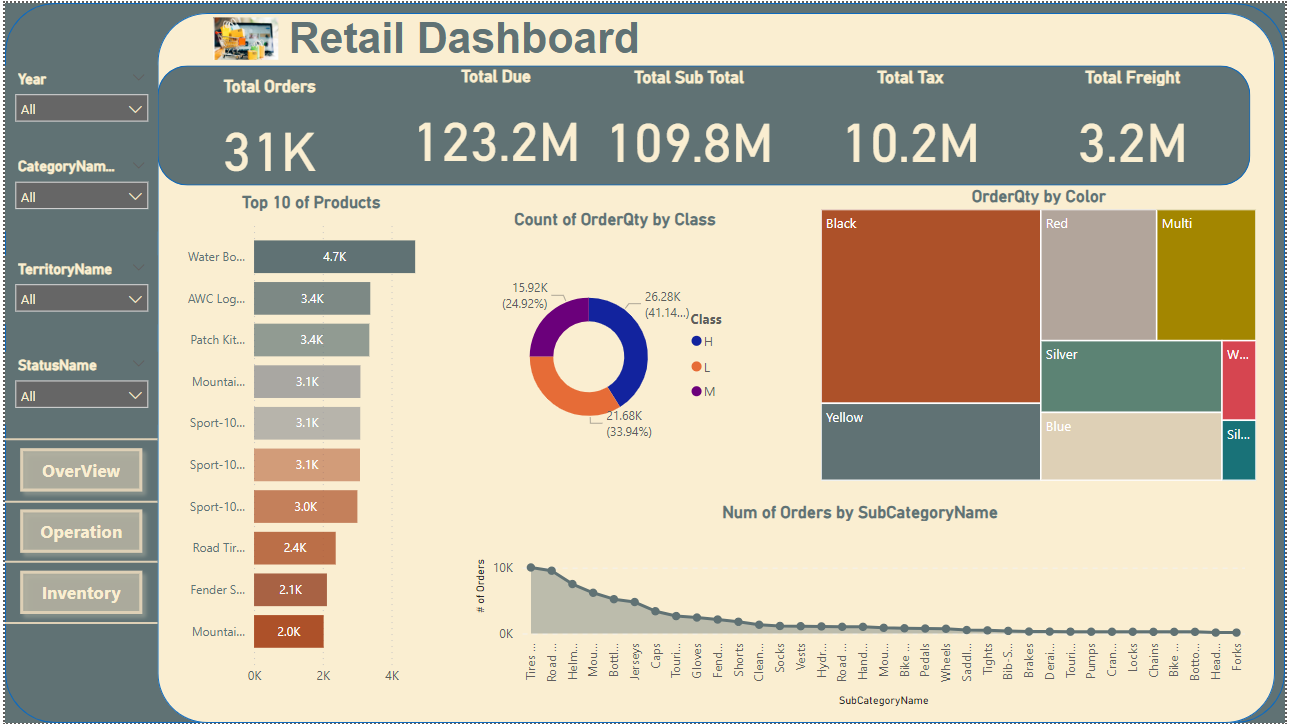 Retail Dashboard
Year
All
CategoryNam...
All
TerritoryName
All
StatusName
All
OverView
Operation
Inventory
Total Orders
31K
Total Due
123.2M
Total Sub Total
109.8M
Total Tax
10.2M
Total Freight
3.2M
Top 10 of Products
Water Bo... 4.7K
AWC Log... 3.4K
Patch Kit... 3.4K
Mountai... 3.1K
Sport-10... 3.1K
Sport-10... 3.1K
Sport-10... 3.0K
Road Tir... 2.4K
Fender S... 2.1K
Mountai... 2.0K
0K 2K 4K
Count of OrderQty by Class
15.92K
(24.92%)
26.28K
(41.14...)
21.68K
(33.94%)
Class
H
L
M
OrderQty by Color
Black
Red
Multi
Silver
W...
Yellow
Blue
Sil...
Num of Orders by SubCategoryName
# of Orders
10K
0K
Tires ...
Road ...
Helm...
Mou...
Bottl...
Jerseys
Caps
Touri...
Gloves
Fend...
Shorts
Clean...
Socks
Vests
Hydr...
Road ...
Hand...
Mou...
Bike ...
Pedals
Wheels
Saddl...
Tights
Bib-S...
Brakes
Derai...
Touri...
Pumps
Cran...
Locks
Chains
Bike ...
Botto...
Head...
Forks
SubCategoryName